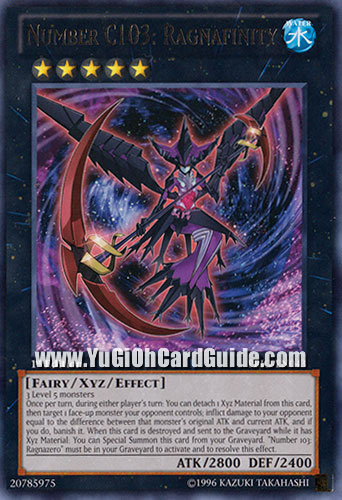 Number C103: Ragnafinity
WATER
水
www.YuGiOhCardGuide.com
[Fairy/Xyz/Effect]
3 Level 5 monsters
Once per turn, during either player's turn: You can detach 1 Xyz Material from this card,
then target 1 face-up monster your opponent controls; inflict damage to your opponent
equal to the difference between that monster's original ATK and current ATK, and if
you do, banish it. When this card is destroyed and sent to the Graveyard while it has
Xyz Material: You can Special Summon this card from your Graveyard. "Number 103:
Ragnazero" must be in your Graveyard to activate and to resolve this effect.
ATK/2800 DEF/2400
20785975
©1996 KAZUKI TAKAHASHI